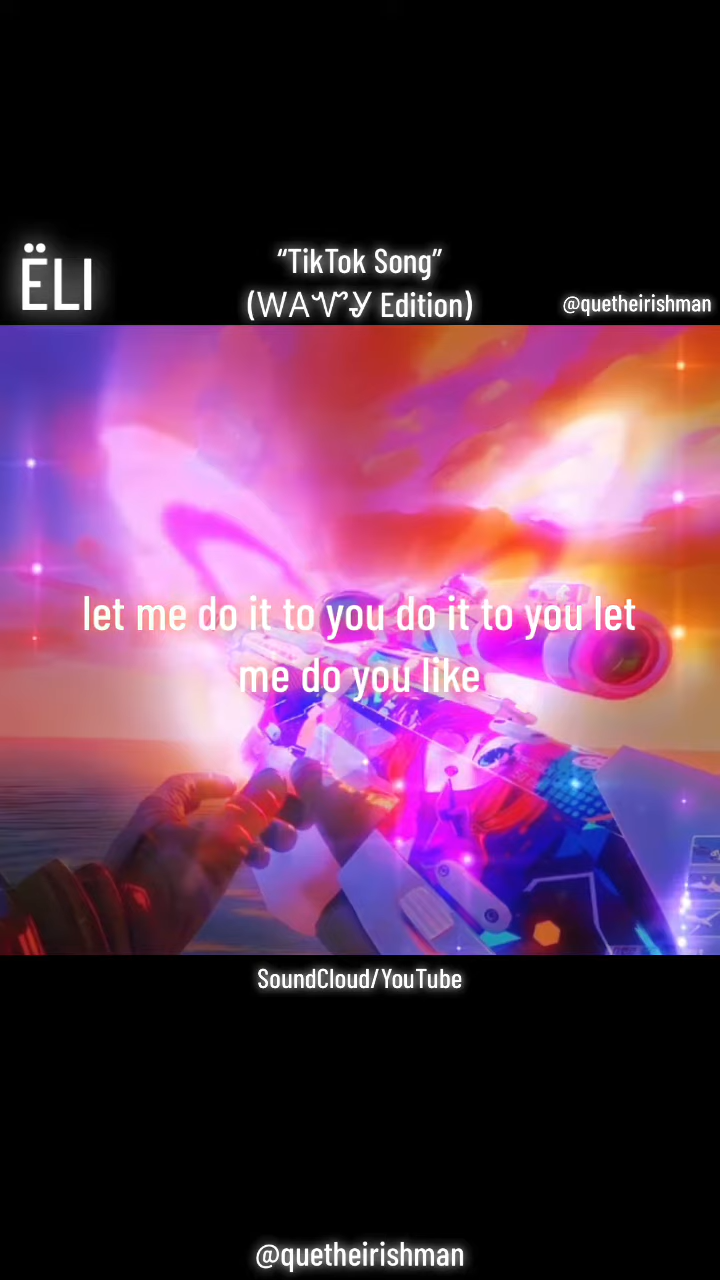 ËLI
“TikTok Song”
(WAVY Edition)
@quetheirishman
let me do it to you do it to you let
me do you like
SoundCloud/YouTube
@quetheirishman